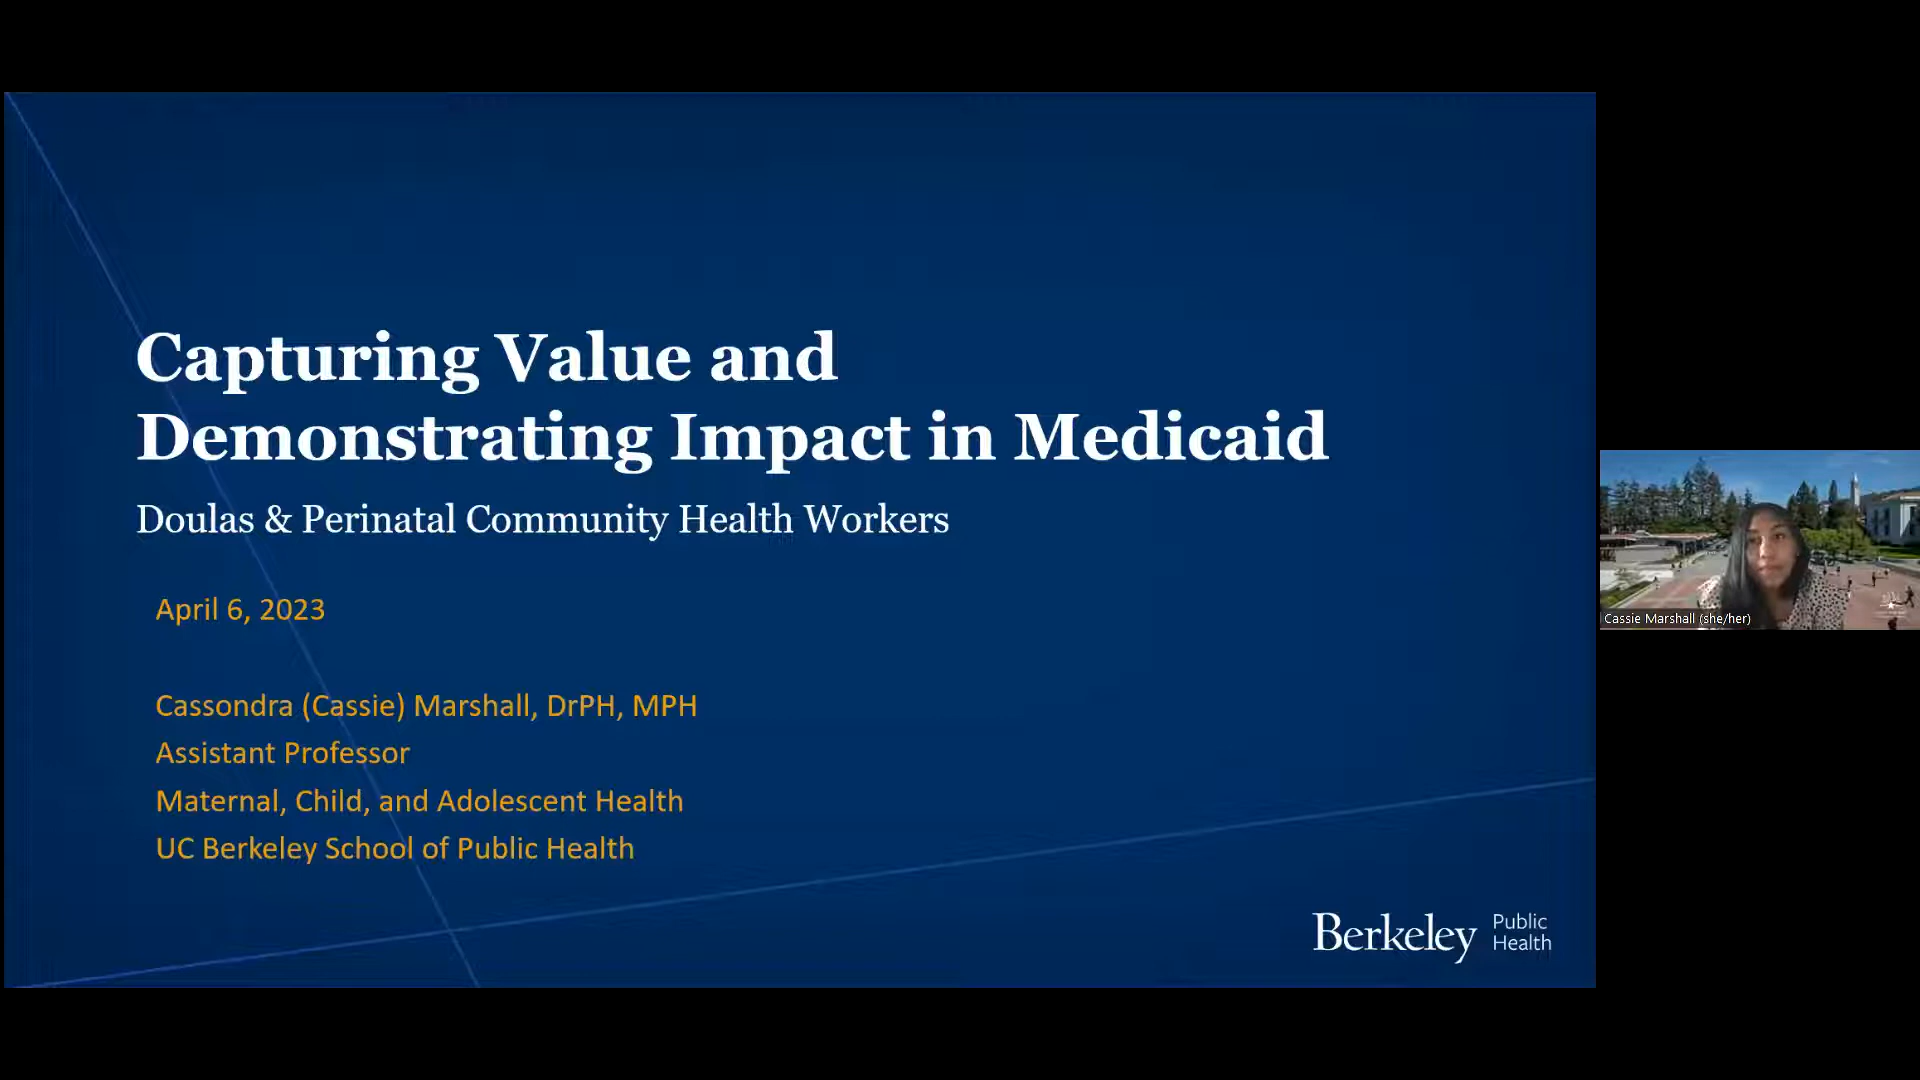 Capturing Value and
Demonstrating Impact in Medicaid
Doulas & Perinatal Community Health Workers
April 6, 2023
Cassondra (Cassie) Marshall, DrPH, MPH
Assistant Professor
Maternal, Child, and Adolescent Health
UC Berkeley School of Public Health
Berkeley Public
Health
Cassie Marshall (she/her)